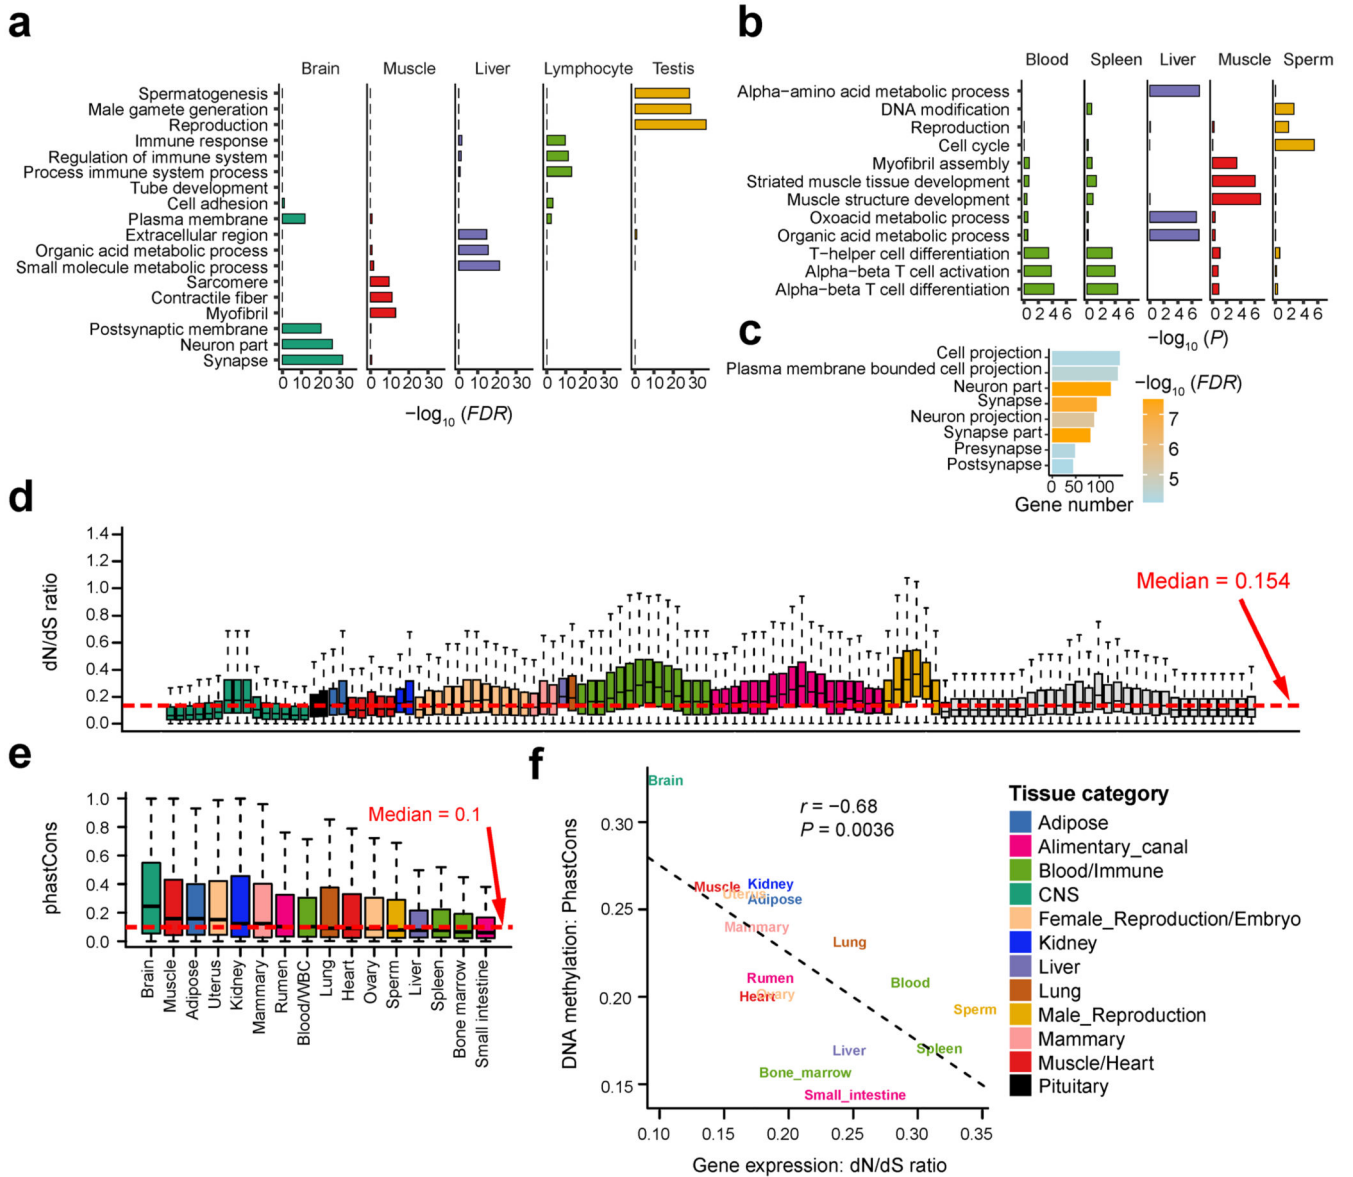 a
Brain Muscle Liver Lymphocyte Testis
Spermatogenesis
Male gamete generation
Reproduction
Immune response
Regulation of immune system
Process immune system process
Tube development
Cell adhesion
Plasma membrane
Extracellular region
Organic acid metabolic process
Small molecule metabolic process
Sarcomere
Contractile fiber
Myofibril
Postsynaptic membrane
Neuron part
Synapse
0 10 20 30 0 10 20 30 0 10 20 30 0 10 20 30 0 10 20 30
−log10 (FDR)
b
Blood Spleen Liver Muscle Sperm
Alpha−amino acid metabolic process
DNA modification
Reproduction
Cell cycle
Myofibril assembly
Striated muscle tissue development
Muscle structure development
Oxoacid metabolic process
Organic acid metabolic process
T−helper cell differentiation
Alpha−beta T cell activation
Alpha−beta T cell differentiation
0 2 4 6 0 2 4 6 0 2 4 6 0 2 4 6 0 2 4 6
−log10 (P)
c
Cell projection
Plasma membrane bounded cell projection
Neuron part
Synapse
Neuron projection
Synapse part
Presynapse
Postsynapse
0 50 100
Gene number
−log10 (FDR)
7
6
5
d
dN/dS ratio
1.4
1.2
1.0
0.8
0.6
0.4
0.2
0.0
Median = 0.154
e
phastCons
1.0
0.8
0.6
0.4
0.2
0.0
Median = 0.1
Brain
Muscle
Adipose
Uterus
Kidney
Mammary
Rumen
Blood/WBC
Lung
Heart
Ovary
Sperm
Liver
Spleen
Bone marrow
Small intestine
f
DNA methylation: PhastCons
0.30
0.25
0.20
0.15
Brain
r = −0.68
P = 0.0036
Muscle
Kidney
Uterus
Adipose
Mammary
Lung
Rumen
Blood
Heart
Ovary
Sperm
Liver
Spleen
Bone_marrow
Small_intestine
0.10 0.15 0.20 0.25 0.30 0.35
Gene expression: dN/dS ratio
Tissue category
Adipose
Alimentary_canal
Blood/Immune
CNS
Female_Reproduction/Embryo
Kidney
Liver
Lung
Male_Reproduction
Mammary
Muscle/Heart
Pituitary